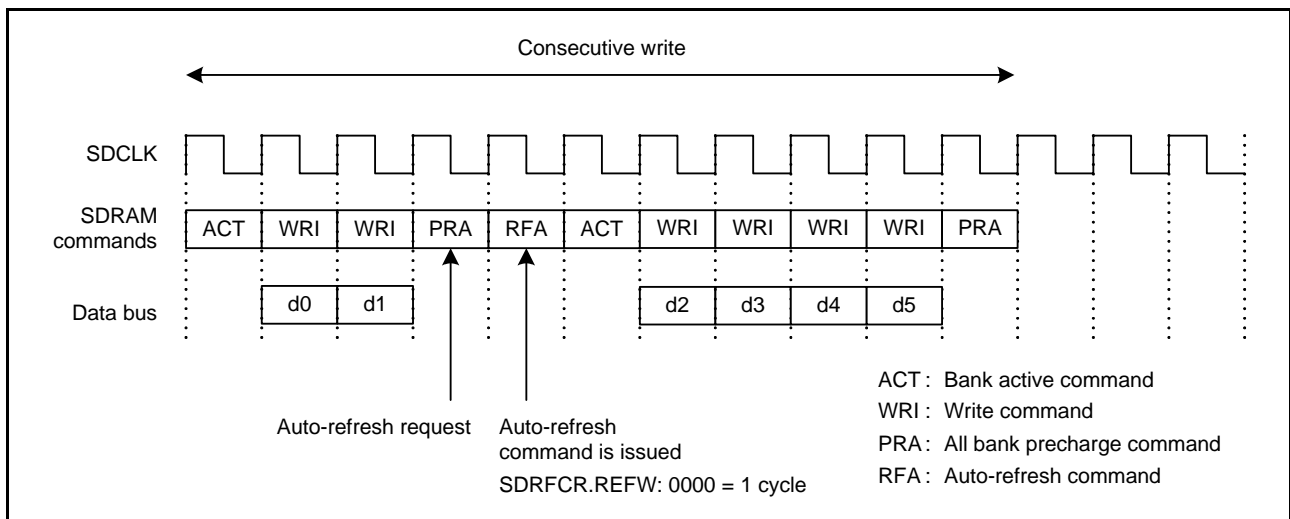 Consecutive write
SDCLK
SDRAM
commands
ACT WRI WRI PRA RFA ACT WRI WRI WRI WRI PRA
Data bus
d0 d1 d2 d3 d4 d5
Auto-refresh request
Auto-refresh
command is issued
SDRFCR.REFW: 0000 = 1 cycle
ACT : Bank active command
WRI : Write command
PRA : All bank precharge command
RFA : Auto-refresh command